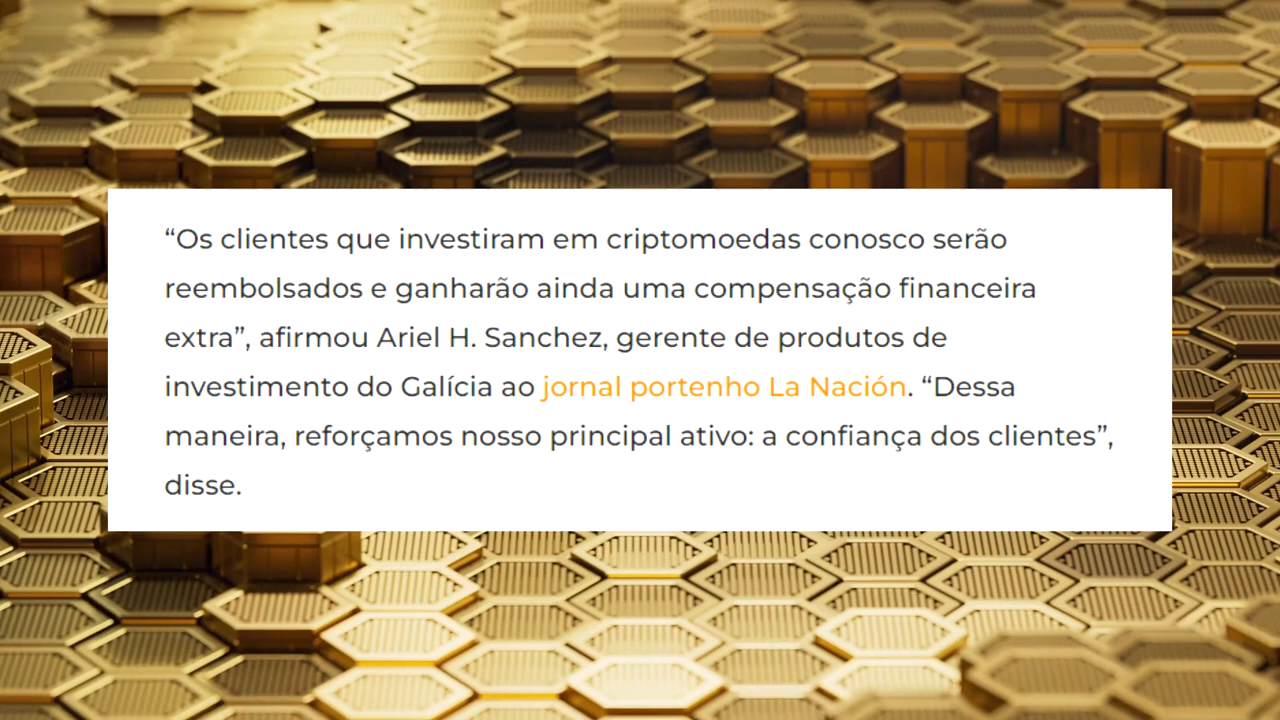 “Os clientes que investiram em criptomoedas conosco serão
reembolsados e ganharão ainda uma compensação financeira
extra”, afirmou Ariel H. Sanchez, gerente de produtos de
investimento do Galícia ao jornal portenho La Nación. “Dessa
maneira, reforçamos nosso principal ativo: a confiança dos clientes”,
disse.